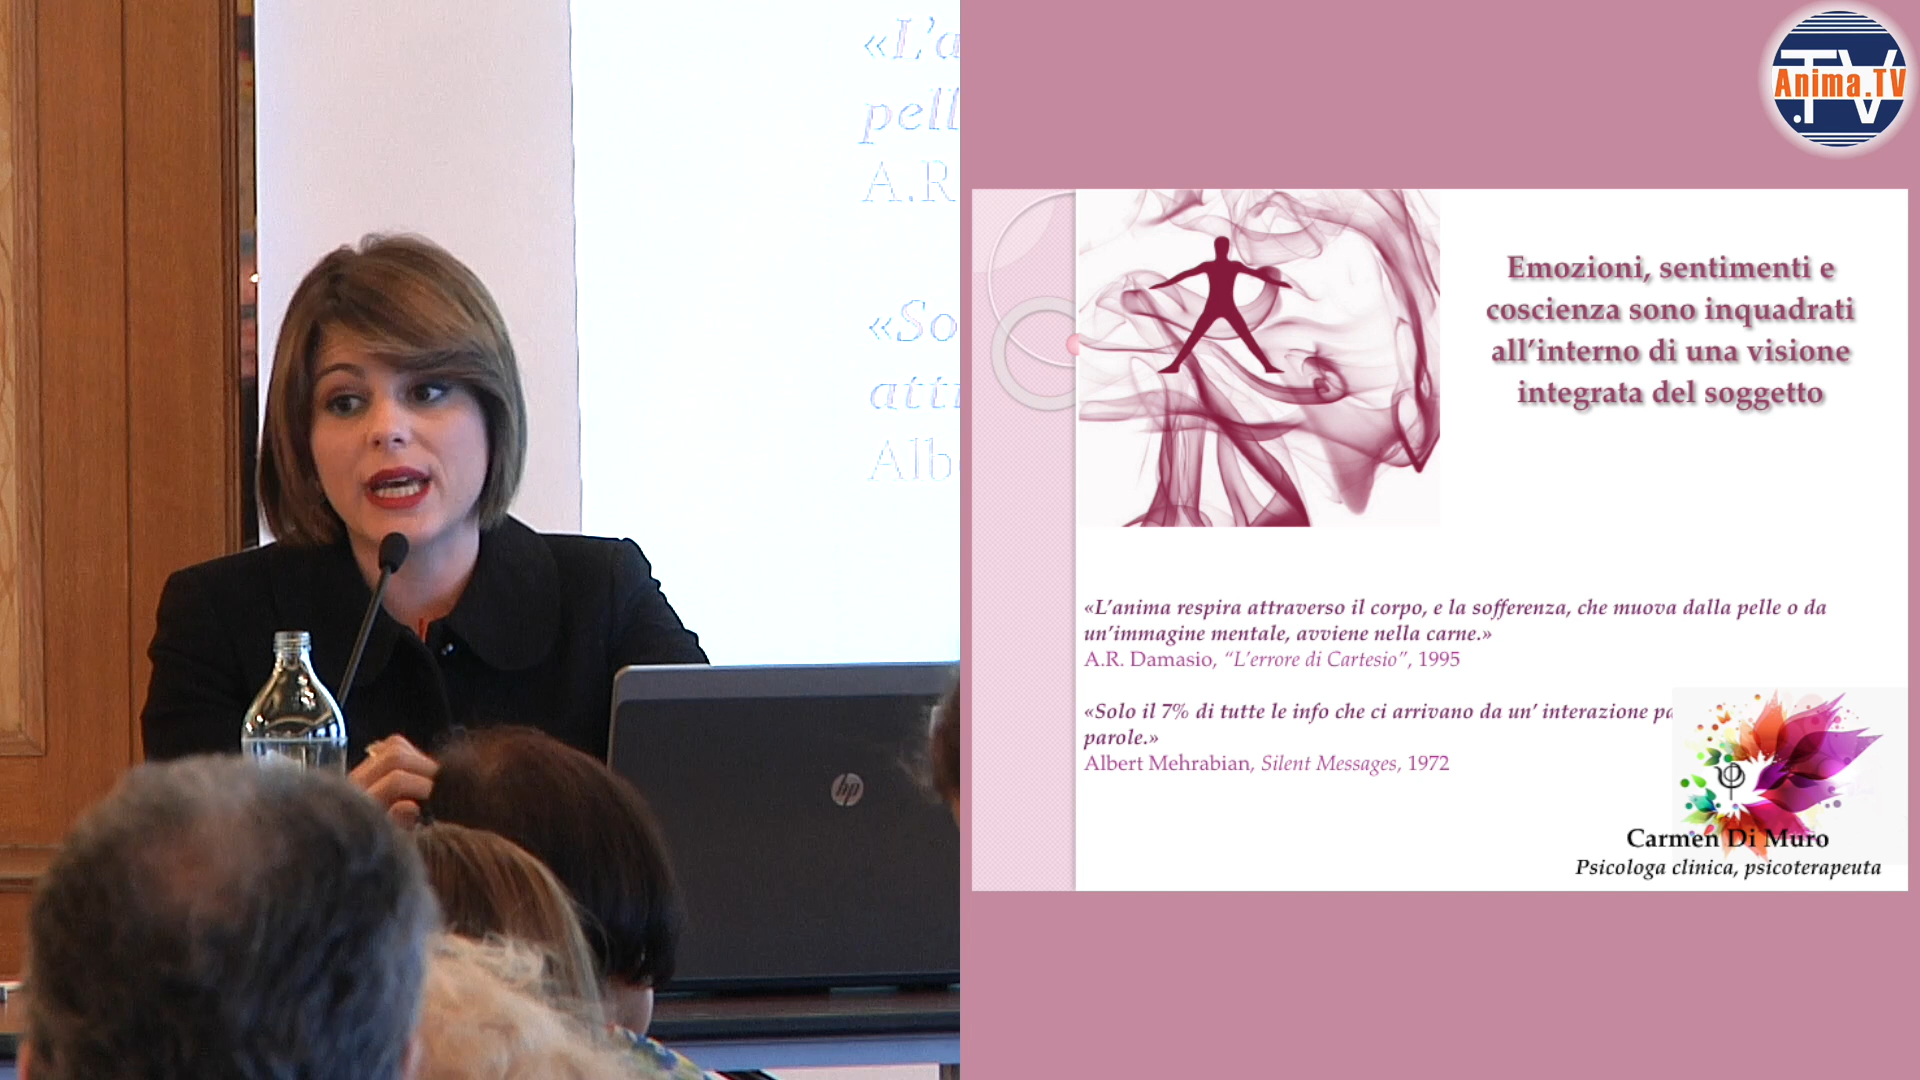 «L'a
pell
A.R
«So
atti
Alb
hp
Anima.TV
.TV
Emozioni, sentimenti e
coscienza sono inquadrati
all'interno di una visione
integrata del soggetto
«L'anima respira attraverso il corpo, e la sofferenza, che muova dalla pelle o da
un'immagine mentale, avviene nella carne.»
A.R. Damasio, "L'errore di Cartesio", 1995
«Solo il 7% di tutte le info che ci arrivano da un' interazione pa
parole.»
Albert Mehrabian, Silent Messages, 1972
Carmen Di Muro
Psicologa clinica, psicoterapeuta